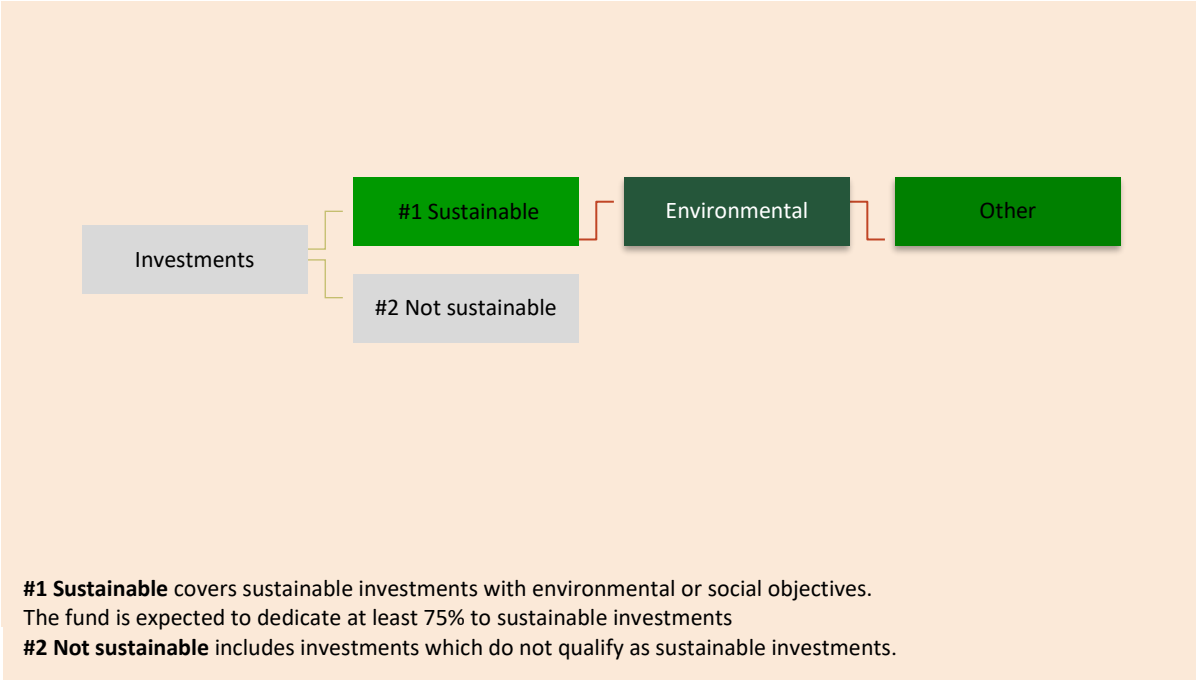 #1 Sustainable
Environmental
Other
Investments
#2 Not sustainable
#1 Sustainable covers sustainable investments with environmental or social objectives.
The fund is expected to dedicate at least 75% to sustainable investments
#2 Not sustainable includes investments which do not qualify as sustainable investments.